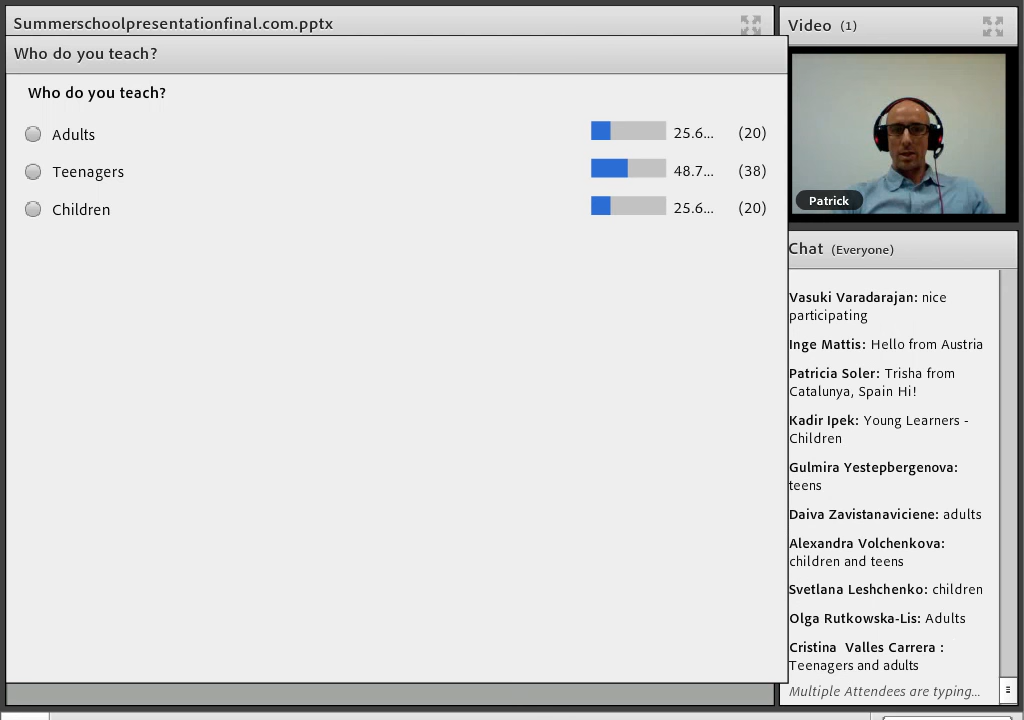 Summerschoolpresentationfinal.com.pptx
Who do you teach?
Who do you teach?
Adults 25.6... (20)
Teenagers 48.7... (38)
Children 25.6... (20)
Video (1)
Patrick
Chat (Everyone)
Vasuki Varadarajan: nice
participating
Inge Mattis: Hello from Austria
Patricia Soler: Trisha from
Catalunya, Spain Hi!
Kadir Ipek: Young Learners -
Children
Gulmira Yestepbergenova:
teens
Daiva Zavistanaviciene: adults
Alexandra Volchenkova:
children and teens
Svetlana Leshchenko: children
Olga Rutkowska-Lis: Adults
Cristina  Valles Carrera :
Teenagers and adults
Multiple Attendees are typing...